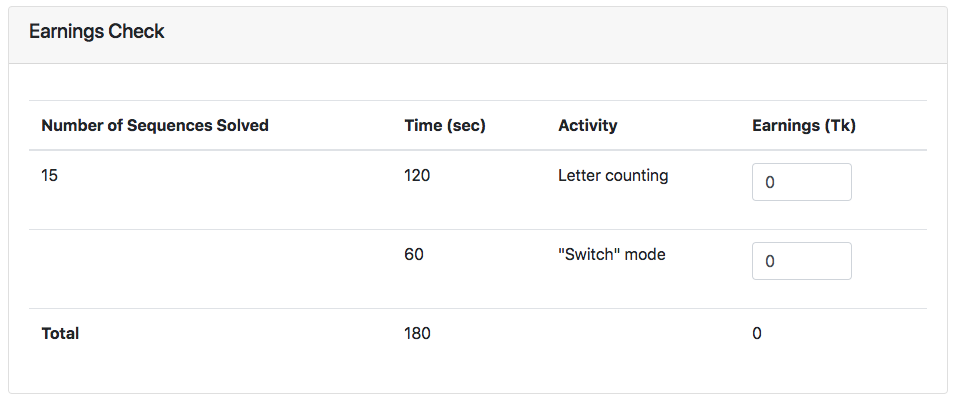 Earnings Check
Number of Sequences Solved Time (sec) Activity Earnings (Tk)
15 120 Letter counting 0
60 "Switch" mode 0
Total 180 0